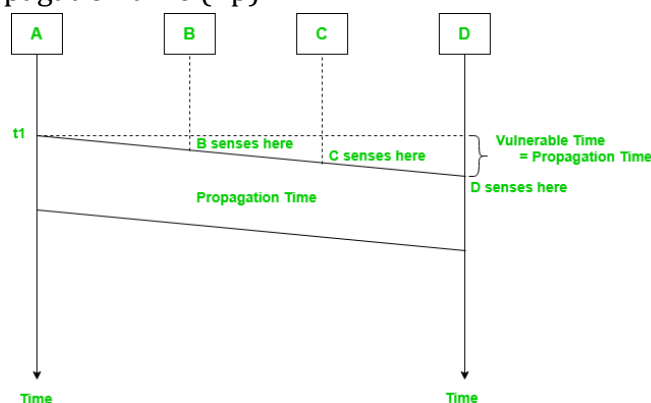 A
B
C
D
t1
B senses here
C senses here
Vulnerable Time
= Propagation Time
D senses here
Propagation Time
Time
Time